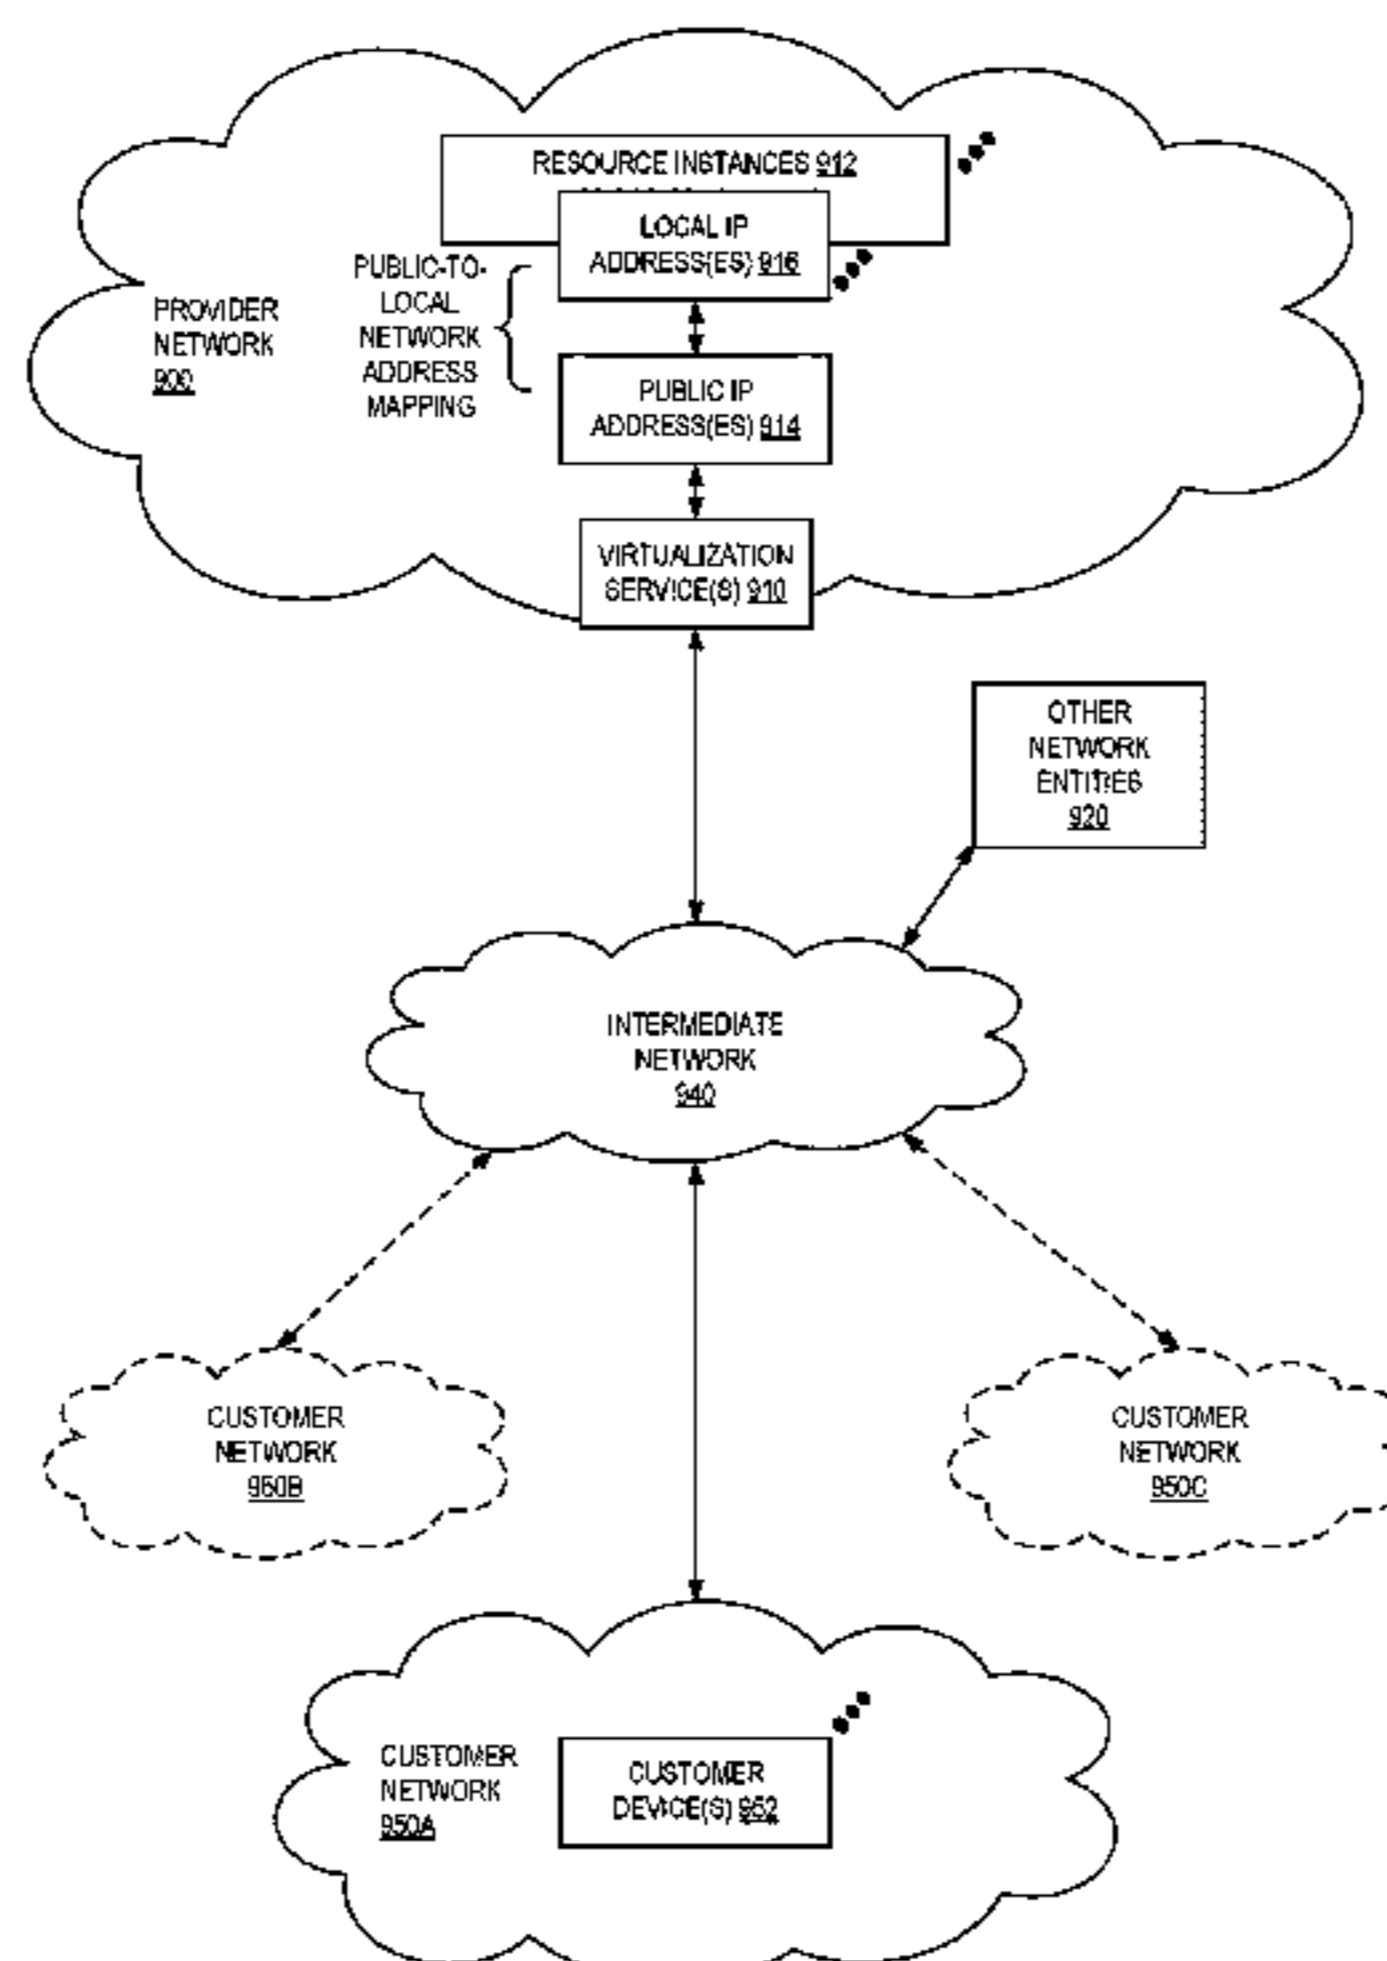 RESOURCE INSTANCES 912
LOCAL IP
ADDRESS(ES) 916
PUBLIC-TO-
LOCAL
NETWORK
ADDRESS
MAPPING
PROVIDER
NETWORK
900
PUBLIC IP
ADDRESS(ES) 914
VIRTUALIZATION
SERVICE(S) 910
OTHER
NETWORK
ENTITIES
920
INTERMEDIATE
NETWORK
940
CUSTOMER
NETWORK
950B
CUSTOMER
NETWORK
950C
CUSTOMER
NETWORK
950A
CUSTOMER
DEVICE(S) 952